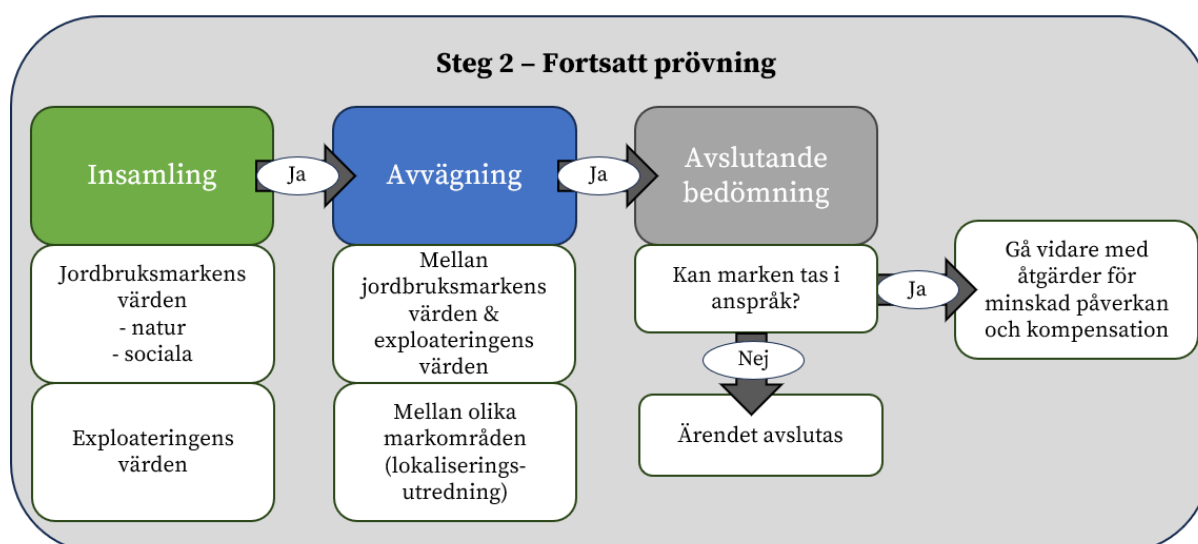 Steg 2 – Fortsatt prövning
Insamling
Ja
Avvägning
Ja
Avslutande
bedömning
Jordbruksmarkens
värden
- natur
- sociala
Exploateringens
värden
Mellan
jordbruksmarkens
värden &
exploateringens
värden
Mellan olika
markområden
(lokaliserings-
utredning)
Kan marken tas i
anspråk?
Ja
Gå vidare med
åtgärder för
minskad påverkan
och kompensation
Nej
Ärendet avslutas